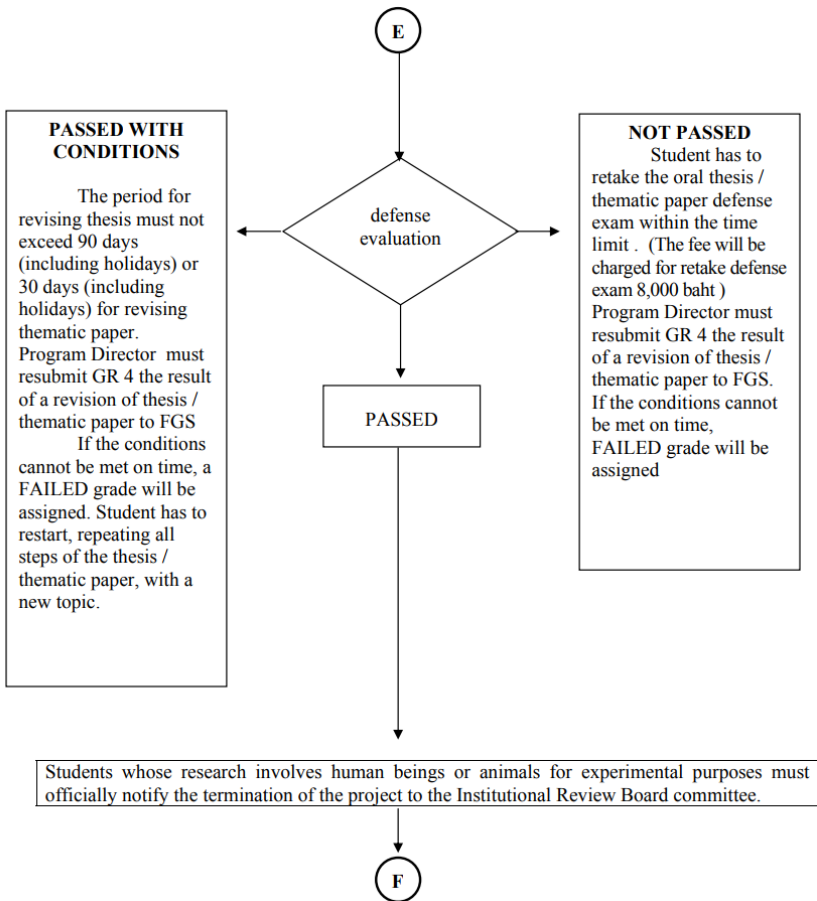 E
PASSED WITH
CONDITIONS
The period for
revising thesis must not
exceed 90 days
(including holidays) or
30 days (including
holidays) for revising
thematic paper.
Program Director must
resubmit GR 4 the result
of a revision of thesis /
thematic paper to FGS
If the conditions
cannot be met on time, a
FAILED grade will be
assigned. Student has to
restart, repeating all
steps of the thesis /
thematic paper, with a
new topic.
defense
evaluation
NOT PASSED
Student has to
retake the oral thesis /
thematic paper defense
exam within the time
limit . (The fee will be
charged for retake defense
exam 8,000 baht )
Program Director must
resubmit GR 4 the result
of a revision of thesis /
thematic paper to FGS.
If the conditions cannot
be met on time,
FAILED grade will be
assigned
PASSED
Students whose research involves human beings or animals for experimental purposes must
officially notify the termination of the project to the Institutional Review Board committee.
F